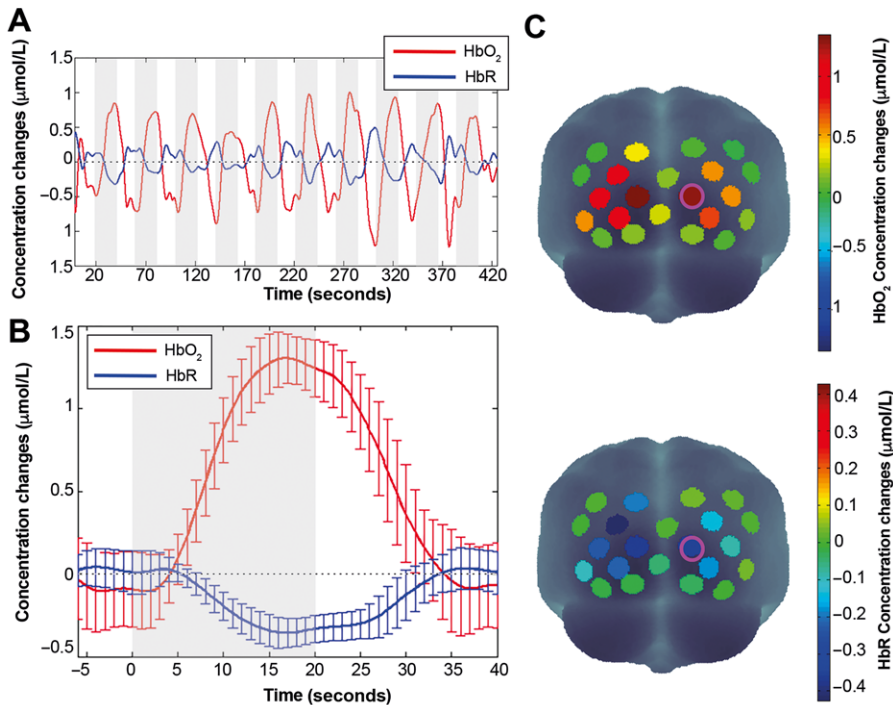 A
HbO₂
HbR
Concentration changes (μmol/L)
1.5
1
0.5
0
−0.5
1
1.5
20 70 120 170 220 270 320 370 420
Time (seconds)
B
HbO₂
HbR
Concentration changes (μmol/L)
1.5
1
0.5
0
−0.5
−5 0 5 10 15 20 25 30 35 40
Time (seconds)
C
1
0.5
0
−0.5
1
HbO₂ Concentration changes (μmol/L)
0.4
0.3
0.2
0.1
0
−0.1
−0.2
−0.3
−0.4
HbR Concentration changes (μmol/L)